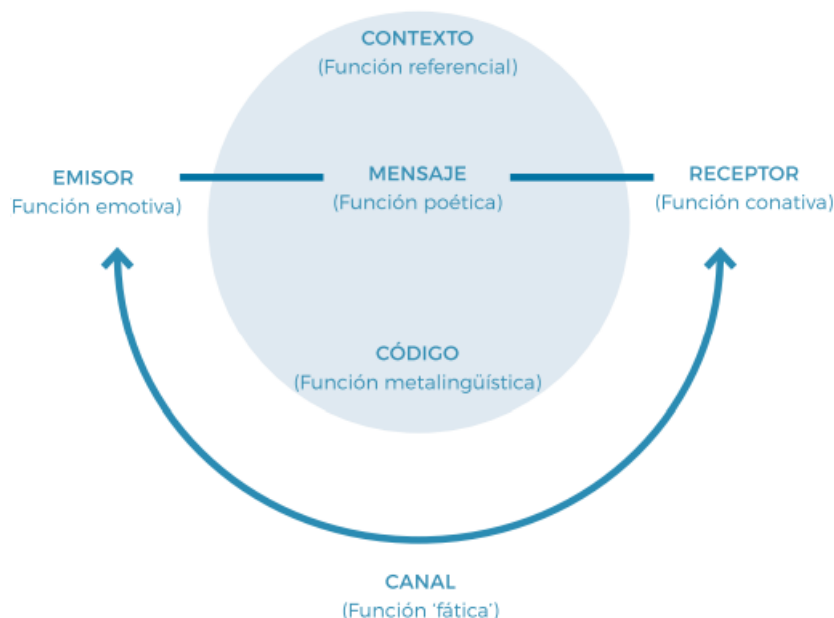 CONTEXTO
(Función referencial)
EMISOR
Función emotiva)
MENSAJE
(Función poética)
RECEPTOR
(Función conativa)
CÓDIGO
(Función metalingüística)
CANAL
(Función ‘fática’)